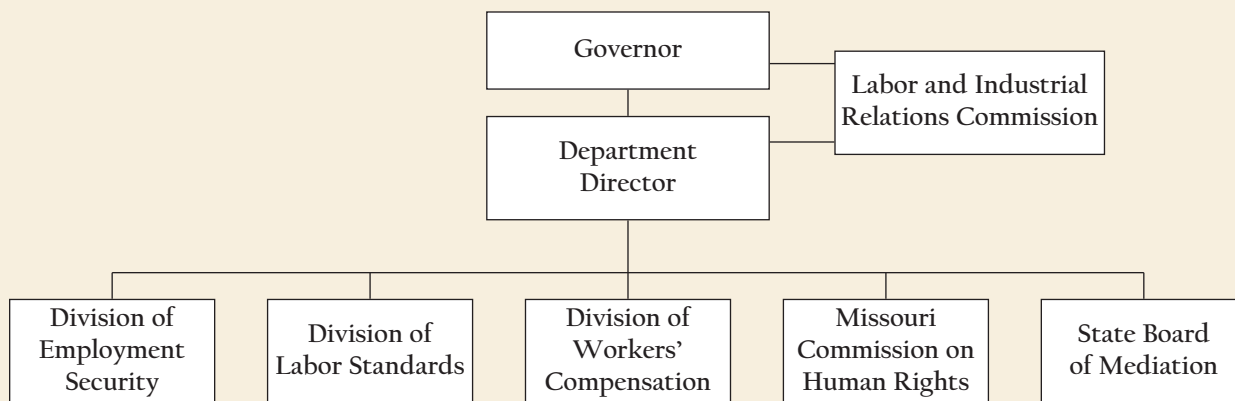 Governor
Labor and Industrial
Relations Commission
Department
Director
Division of
Employment
Security
Division of
Labor Standards
Division of
Workers’
Compensation
Missouri
Commission on
Human Rights
State Board
of Mediation